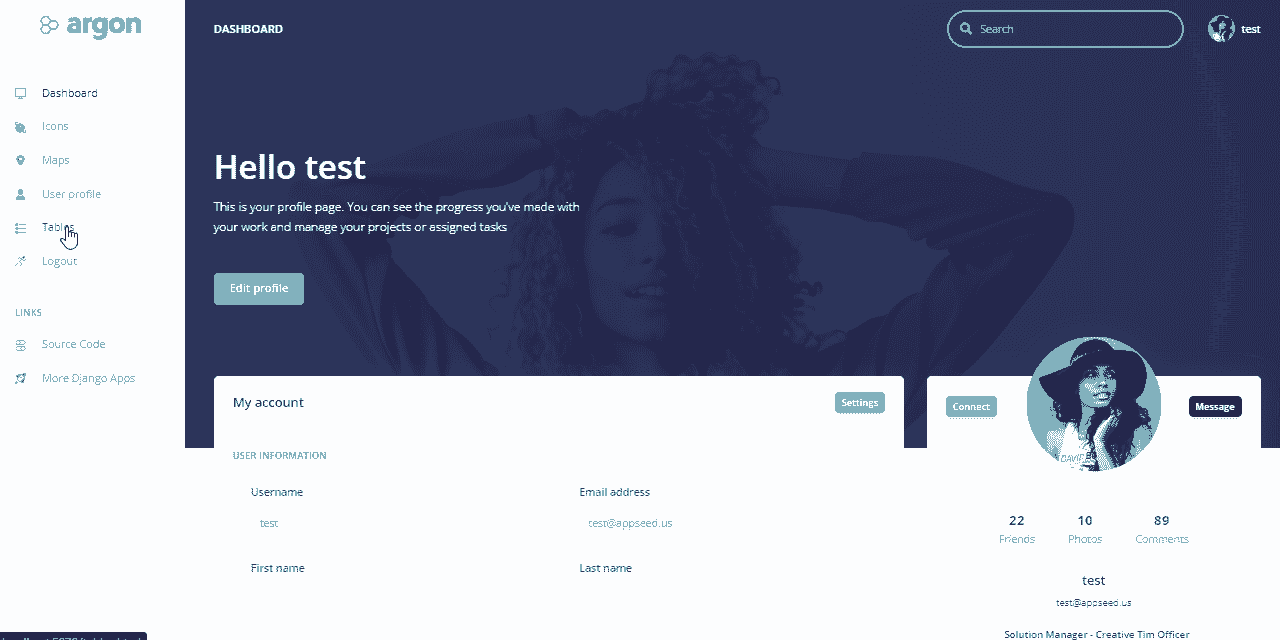 argon
Dashboard
Icons
Maps
User profile
Tables
Logout
LINKS
Source Code
More Django Apps
DASHBOARD
Search
test
Hello test
This is your profile page. You can see the progress you've made with
your work and manage your projects or assigned tasks
Edit profile
My account
Settings
USER INFORMATION
Username
Email address
test
test@appseed.us
First name
Last name
Connect
Message
22
10
89
Friends
Photos
Comments
test
test@appseed.us
Solution Manager - Creative Tim Officer